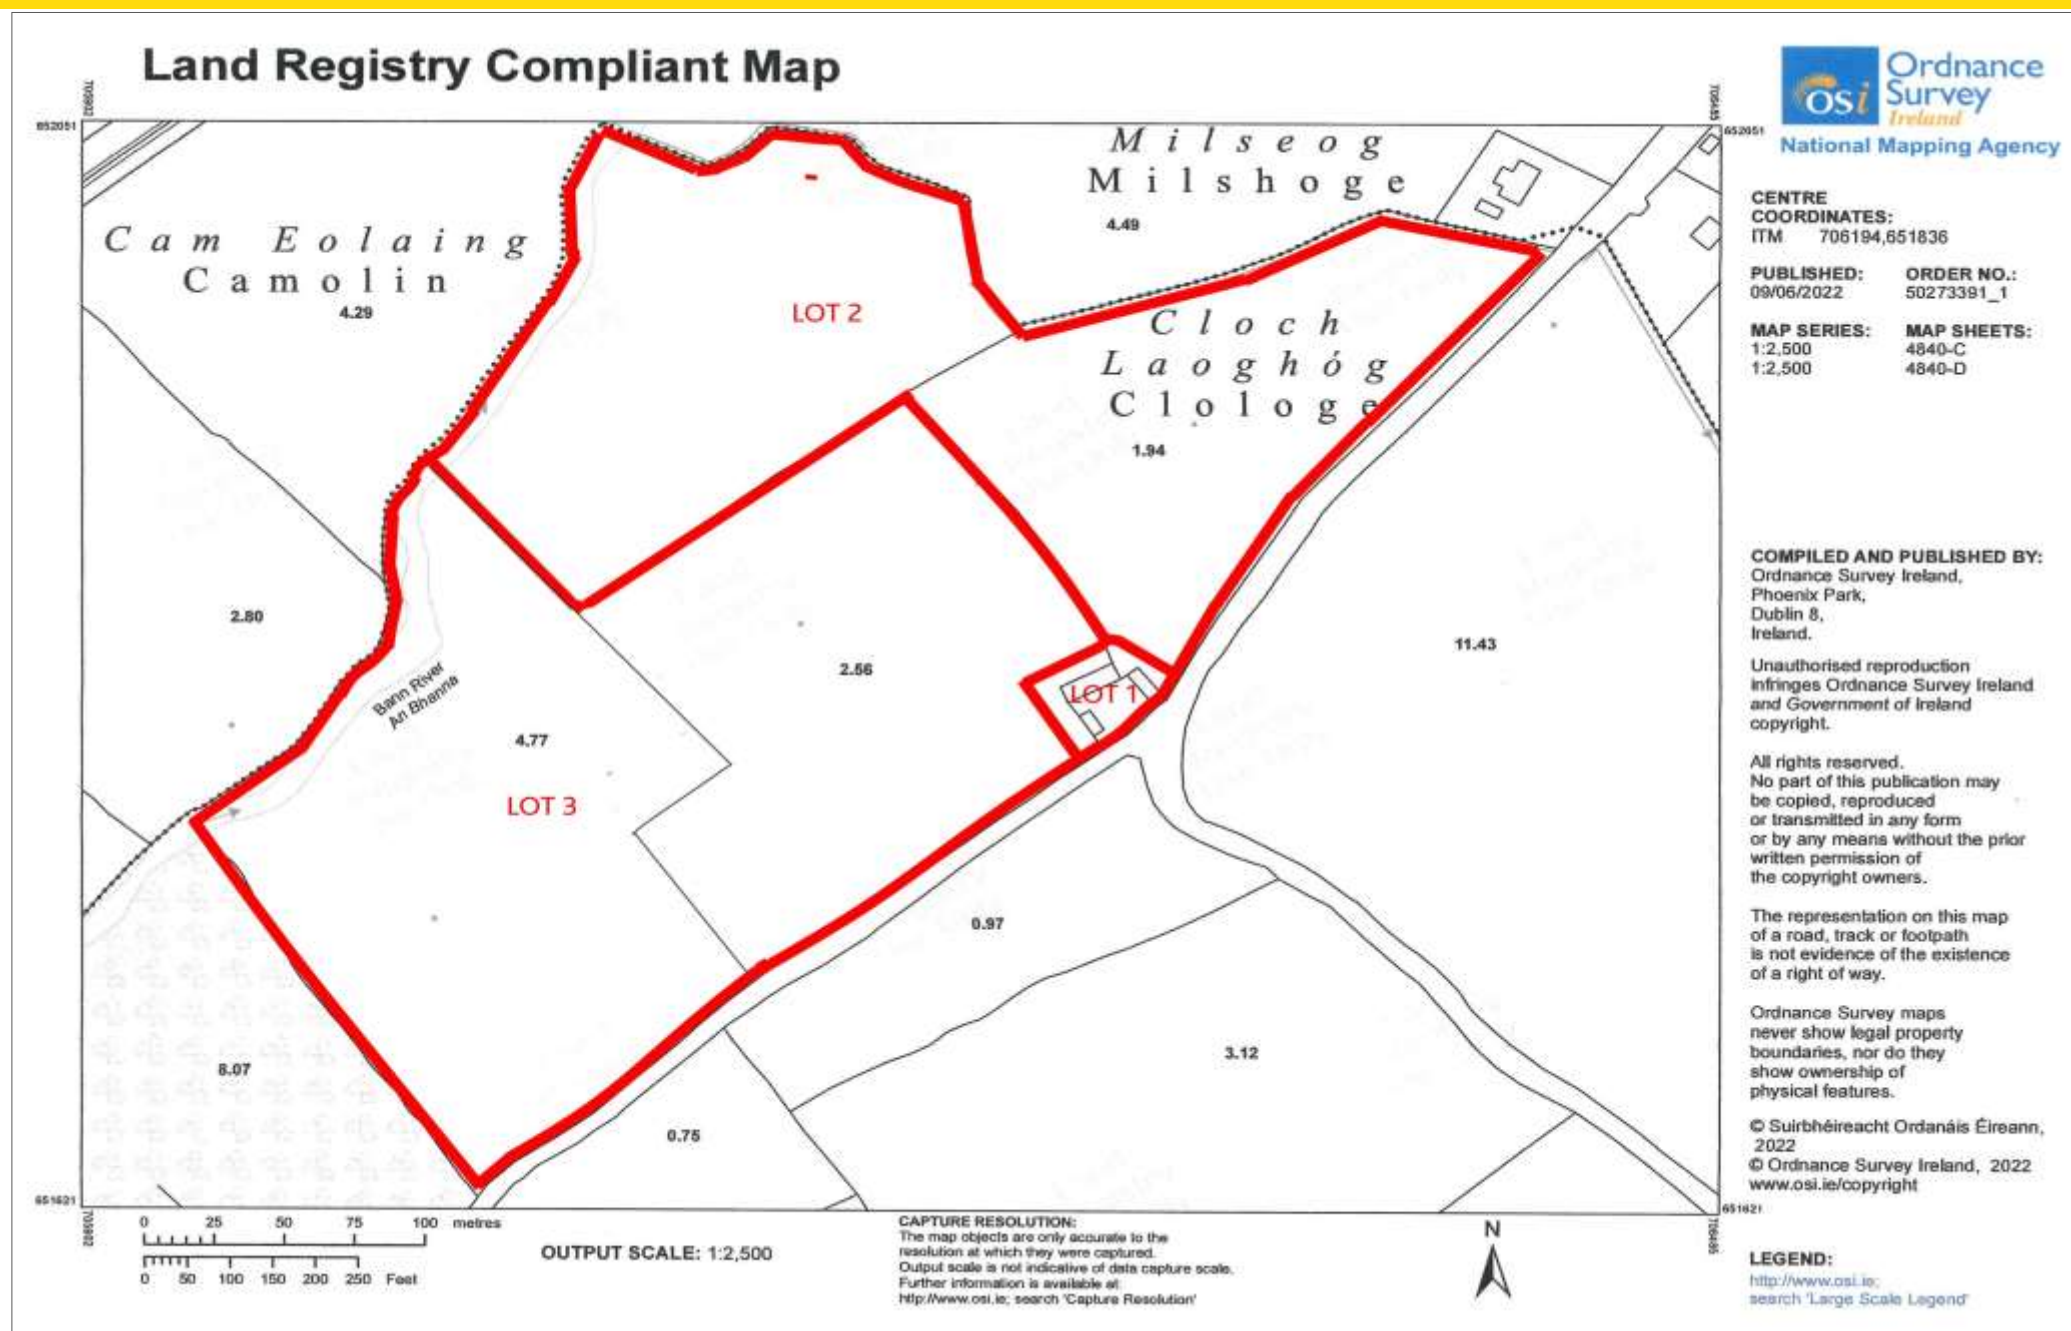 Land Registry Compliant Map
652051
652051
Ordnance
Survey
Ireland
osi
National Mapping Agency
CENTRE
COORDINATES:
ITM 706194,651836
PUBLISHED: ORDER NO.:
09/06/2022 50273391_1
MAP SERIES: MAP SHEETS:
1:2,500 4840-C
1:2,500 4840-D
COMPILED AND PUBLISHED BY:
Ordnance Survey Ireland,
Phoenix Park,
Dublin 8,
Ireland.
Unauthorised reproduction
infringes Ordnance Survey Ireland
and Government of Ireland
copyright.
All rights reserved.
No part of this publication may
be copied, reproduced
or transmitted in any form
or by any means without the prior
written permission of
the copyright owners.
The representation on this map
of a road, track or footpath
is not evidence of the existence
of a right of way.
Ordnance Survey maps
never show legal property
boundaries, nor do they
show ownership of
physical features.
© Suirbhéireacht Ordanáis Éireann,
2022
© Ordnance Survey Ireland, 2022
www.osi.ie/copyright
LEGEND:
http://www.osi.ie;
search 'Large Scale Legend'
Milseog
Milshoge
4.49
Cam Eolaing
Camolin
4.29
LOT 2
Cloch
Laoghóg
Clologe
1.94
2.80
11.43
2.56
LOT 1
Bann River
An Bhanna
4.77
LOT 3
0.97
3.12
8.07
0.75
651621
651621
0 25 50 75 100 metres
0 50 100 150 200 250 Feet
OUTPUT SCALE: 1:2,500
CAPTURE RESOLUTION:
The map objects are only accurate to the
resolution at which they were captured.
Output scale is not indicative of data capture scale.
Further information is available at:
http://www.osi.ie; search 'Capture Resolution'
N